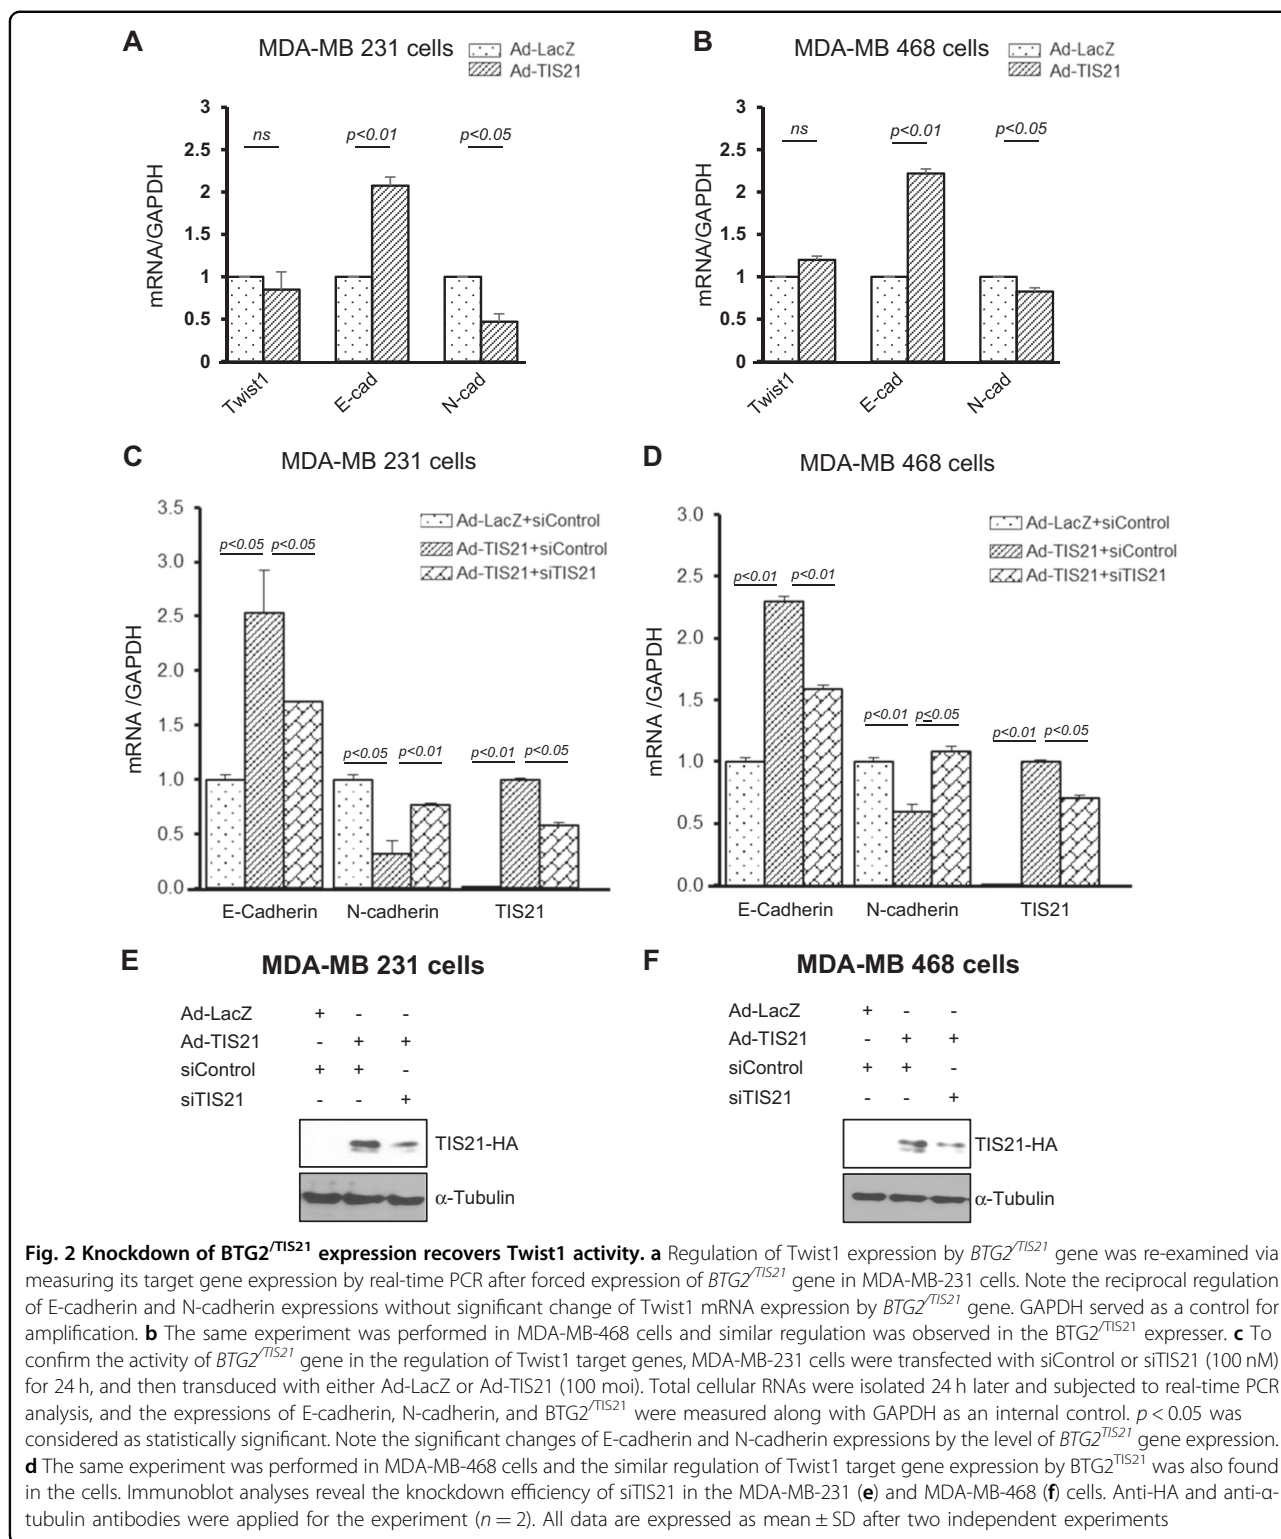 A
MDA-MB 231 cells
Ad-LacZ
Ad-TIS21
mRNA/GAPDH
3
2.5
2
1.5
1
0.5
0
ns
p<0.01
p<0.05
Twist1
E-cad
N-cad
B
MDA-MB 468 cells
Ad-LacZ
Ad-TIS21
mRNA/GAPDH
3
2.5
2
1.5
1
0.5
0
ns
p<0.01
p<0.05
Twist1
E-cad
N-cad
C
MDA-MB 231 cells
Ad-LacZ+siControl
Ad-TIS21+siControl
Ad-TIS21+siTIS21
mRNA /GAPDH
3.5
3.0
2.5
2.0
1.5
1.0
0.5
0.0
p<0.05 p<0.05
p<0.05 p<0.01
p<0.01 p<0.05
E-Cadherin N-cadherin TIS21
D
MDA-MB 468 cells
Ad-LacZ+siControl
Ad-TIS21+siControl
Ad-TIS21+siTIS21
mRNA /GAPDH
3.0
2.5
2.0
1.5
1.0
0.5
0.0
p<0.01 p<0.01
p<0.01 p≤0.05
p<0.01 p<0.05
E-Cadherin N-cadherin TIS21
E
MDA-MB 231 cells
Ad-LacZ + - -
Ad-TIS21 - + +
siControl + + -
siTIS21 - - +
TIS21-HA
α-Tubulin
F
MDA-MB 468 cells
Ad-LacZ + - -
Ad-TIS21 - + +
siControl + + -
siTIS21 - - +
TIS21-HA
α-Tubulin
Fig. 2 Knockdown of BTG2/TIS21 expression recovers Twist1 activity. a Regulation of Twist1 expression by BTG2/TIS21 gene was re-examined via
measuring its target gene expression by real-time PCR after forced expression of BTG2/TIS21 gene in MDA-MB-231 cells. Note the reciprocal regulation
of E-cadherin and N-cadherin expressions without significant change of Twist1 mRNA expression by BTG2/TIS21 gene. GAPDH served as a control for
amplification. b The same experiment was performed in MDA-MB-468 cells and similar regulation was observed in the BTG2/TIS21 expresser. c To
confirm the activity of BTG2/TIS21 gene in the regulation of Twist1 target genes, MDA-MB-231 cells were transfected with siControl or siTIS21 (100 nM)
for 24 h, and then transduced with either Ad-LacZ or Ad-TIS21 (100 moi). Total cellular RNAs were isolated 24 h later and subjected to real-time PCR
analysis, and the expressions of E-cadherin, N-cadherin, and BTG2/TIS21 were measured along with GAPDH as an internal control. p < 0.05 was
considered as statistically significant. Note the significant changes of E-cadherin and N-cadherin expressions by the level of BTG2TIS21 gene expression.
d The same experiment was performed in MDA-MB-468 cells and the similar regulation of Twist1 target gene expression by BTG2TIS21 was also found
in the cells. Immunoblot analyses reveal the knockdown efficiency of siTIS21 in the MDA-MB-231 (e) and MDA-MB-468 (f) cells. Anti-HA and anti-α-
tubulin antibodies were applied for the experiment (n = 2). All data are expressed as mean ± SD after two independent experiments